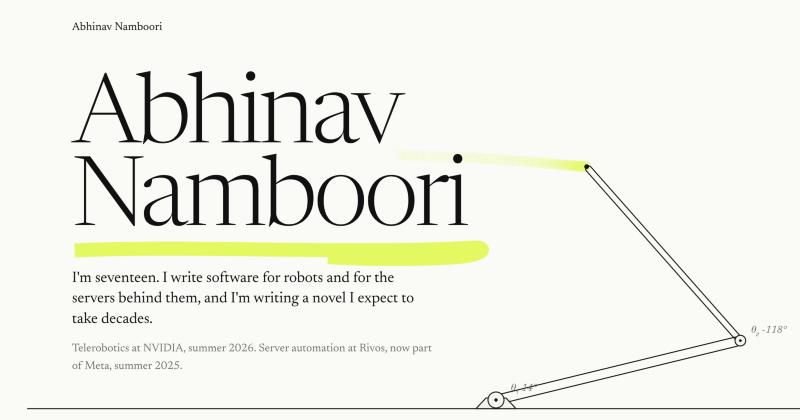 Abhinav Namboori
Abhinav
Namboori
I'm seventeen. I write software for robots and for the
servers behind them, and I'm writing a novel I expect to
take decades.
Telerobotics at NVIDIA, summer 2026. Server automation at Rivos, now part
of Meta, summer 2025.
θ₂ -118°
θ₁ 14°